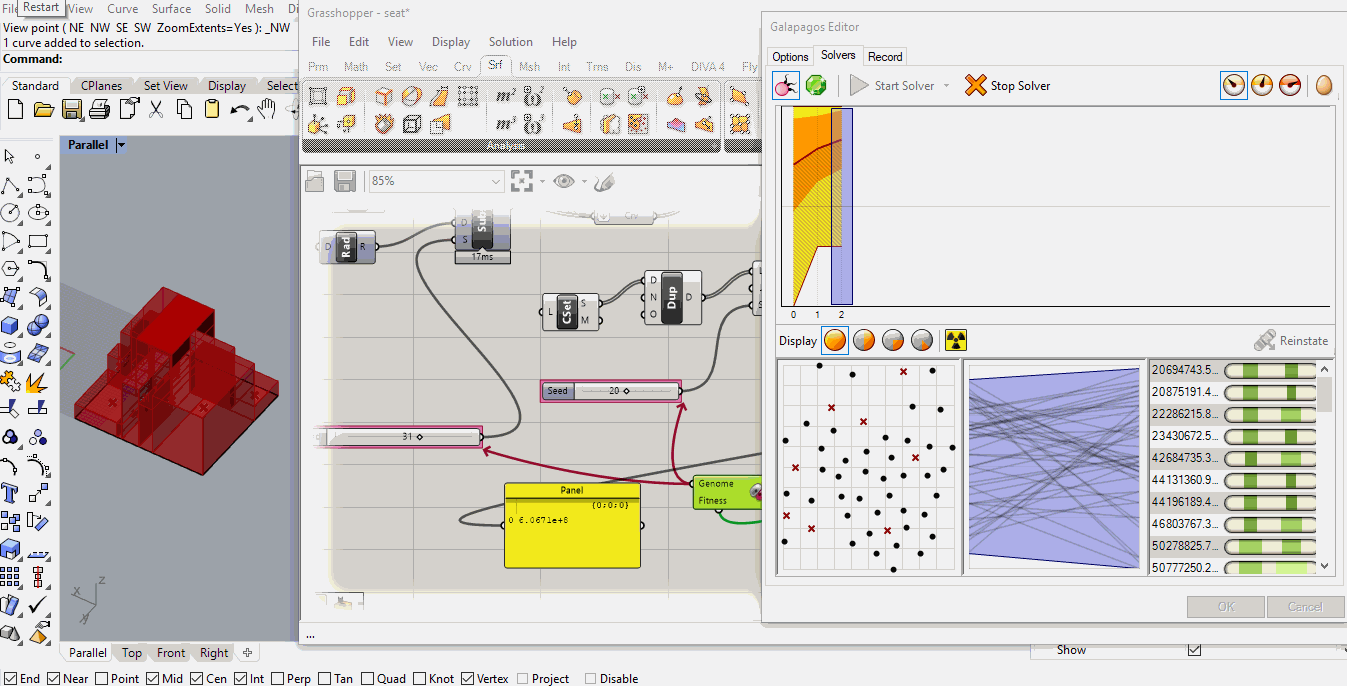 File View Curve Surface Solid Mesh Di
Restart
View point ( NE NW SE SW ZoomExtents=Yes ): _NW
1 curve added to selection.
Command:
Standard CPlanes Set View Display Select
Parallel
z
x
y
Parallel Top Front Right
End Near Point Mid Cen Int Perp Tan Quad Knot Vertex Project Disable
Grasshopper - seat*
File Edit View Display Solution Help
Prm Math Set Vec Crv Srf Msh Int Trns Dis M+ DIVA 4 Fly
m² m³
Analysis
85%
D Rad R
D Sub
S
17ms
Crv
L CSet S M
D N O Dup D
L
S
Seed 20
31
Panel
{0;0;0}
0 6.0671e+8
Genome
Fitness
...
Galapagos Editor
Options Solvers Record
Start Solver Stop Solver
0 1 2
Display Reinstate
20694743.5...
20875191.4...
22286215.8...
23430672.5...
42684735.3...
44131360.9...
44196189.4...
46803767.3...
50278825.7...
50777250.2...
OK Cancel
Show